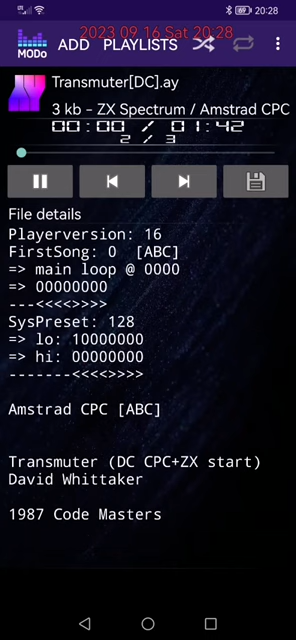 LTE 69 20:28
2023 09.16 Sat 20:28
MODo ADD PLAYLISTS
Transmuter[DC].ay
3 kb – ZX Spectrum / Amstrad CPC
00:00 / 01:42
2 / 3
File details
Playerversion: 16
FirstSong: 0  [ABC]
=> main loop @ 0000
=> 00000000
---<<<<>>>>
SysPreset: 128
=> lo: 10000000
=> hi: 00000000
-------<<<<>>>>
Amstrad CPC [ABC]
Transmuter (DC CPC+ZX start)
David Whittaker
1987 Code Masters